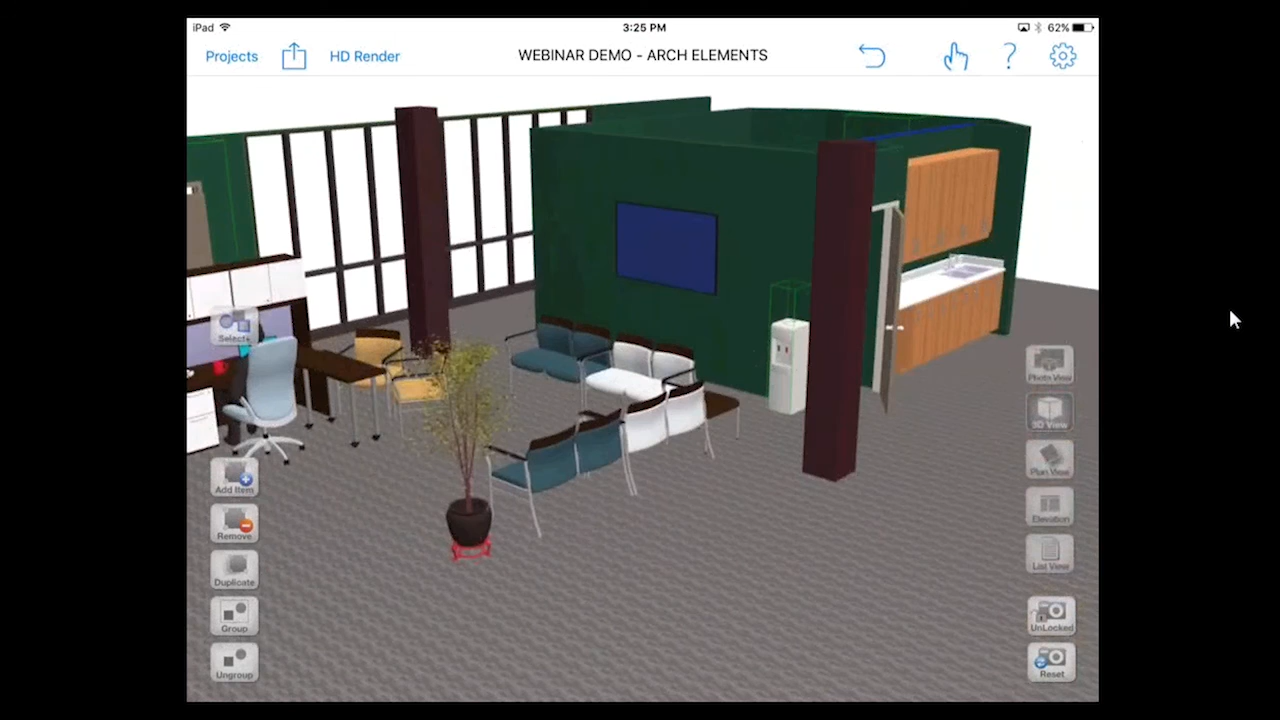 iPad 3:25 PM 62%
Projects HD Render WEBINAR DEMO - ARCH ELEMENTS ?
Select
Add Item
Remove
Duplicate
Group
Ungroup
Photo View
3D View
Plan View
Elevation
List View
UnLocked
Reset